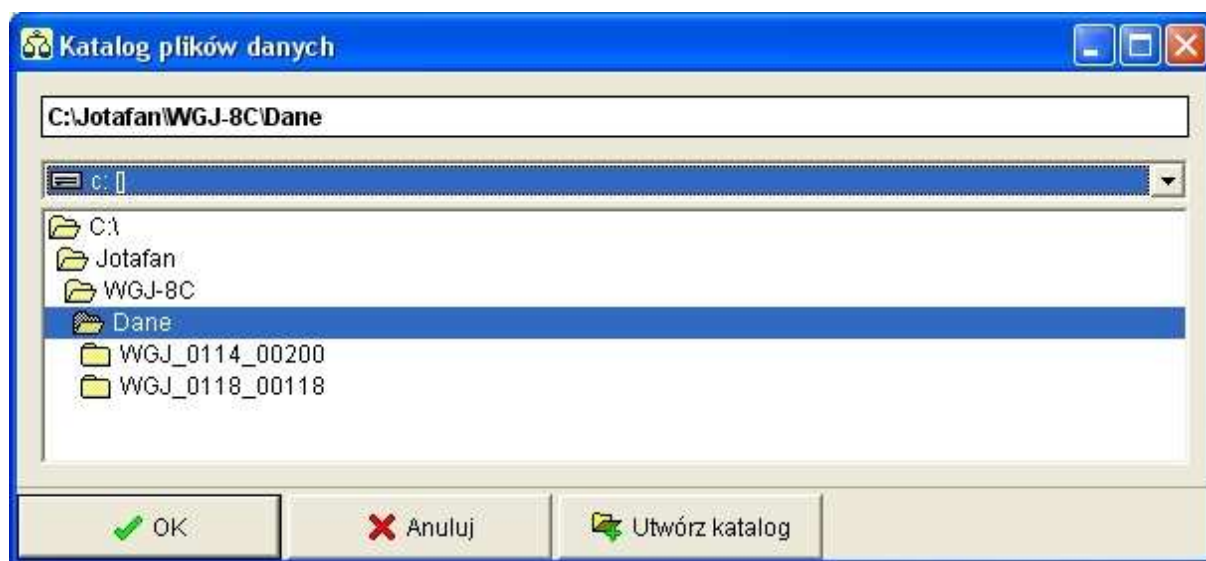 Katalog plików danych
C:\Jotafan\WGJ-8C\Dane
c: []
C:\
Jotafan
WGJ-8C
Dane
WGJ_0114_00200
WGJ_0118_00118
OK Anuluj Utwórz katalog